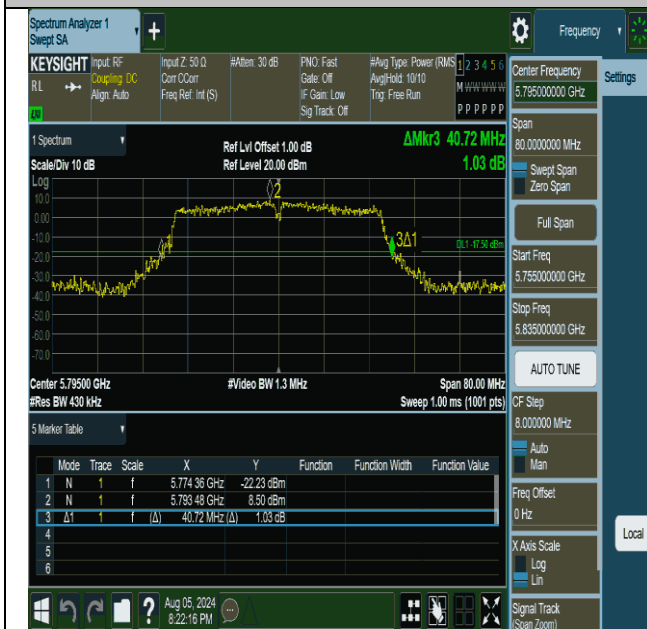 Spectrum Analyzer 1
Swept SA
+
Frequency
KEYSIGHT
RL
Input: RF
Coupling: DC
Align: Auto
Input Z: 50 Ω
Corr CCorr
Freq Ref: Int (S)
#Atten: 30 dB
PNO: Fast
Gate: Off
IF Gain: Low
Sig Track: Off
#Avg Type: Power (RMS)
Avg|Hold: 10/10
Trig: Free Run
1 2 3 4 5 6
M W W W W W
P P P P P P
1 Spectrum
Scale/Div 10 dB
Ref Lvl Offset 1.00 dB
Ref Level 20.00 dBm
ΔMkr3 40.72 MHz
1.03 dB
Log
10.0
0.00
-10.0
-20.0
-30.0
-40.0
-50.0
-60.0
-70.0
2
1
3Δ1
DL1 -17.50 dBm
Center 5.79500 GHz
#Res BW 430 kHz
#Video BW 1.3 MHz
Span 80.00 MHz
Sweep 1.00 ms (1001 pts)
5 Marker Table
Mode Trace Scale X Y Function Function Width Function Value
1 N 1 f 5.774 36 GHz -22.23 dBm
2 N 1 f 5.793 48 GHz 8.50 dBm
3 Δ1 1 f (Δ) 40.72 MHz (Δ) 1.03 dB
4
5
6
Aug 05, 2024
8:22:16 PM
Center Frequency
5.795000000 GHz
Settings
Span
80.0000000 MHz
Swept Span
Zero Span
Full Span
Start Freq
5.755000000 GHz
Stop Freq
5.835000000 GHz
AUTO TUNE
CF Step
8.000000 MHz
Auto
Man
Freq Offset
0 Hz
X Axis Scale
Log
Lin
Local
Signal Track
(Span Zoom)